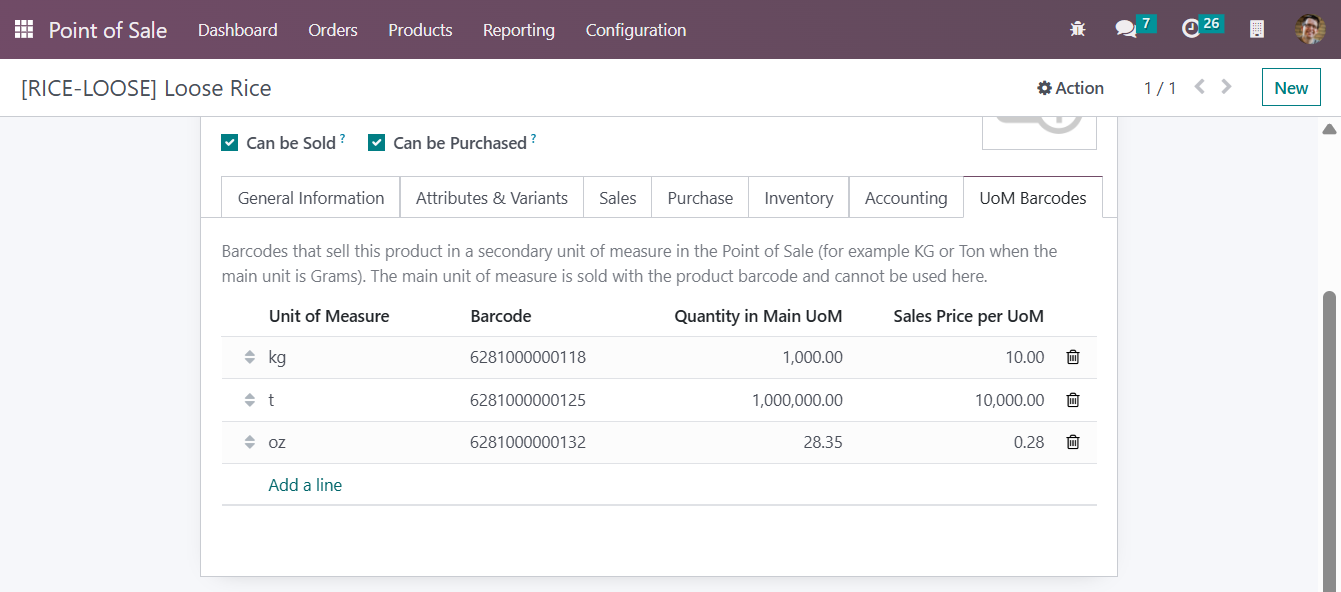 Point of Sale Dashboard Orders Products Reporting Configuration 7 26
[RICE-LOOSE] Loose Rice Action 1 / 1 New
Can be Sold ? Can be Purchased ?
General Information Attributes & Variants Sales Purchase Inventory Accounting UoM Barcodes
Barcodes that sell this product in a secondary unit of measure in the Point of Sale (for example KG or Ton when the
main unit is Grams). The main unit of measure is sold with the product barcode and cannot be used here.
Unit of Measure Barcode Quantity in Main UoM Sales Price per UoM
kg 6281000000118 1,000.00 10.00
t 6281000000125 1,000,000.00 10,000.00
oz 6281000000132 28.35 0.28
Add a line